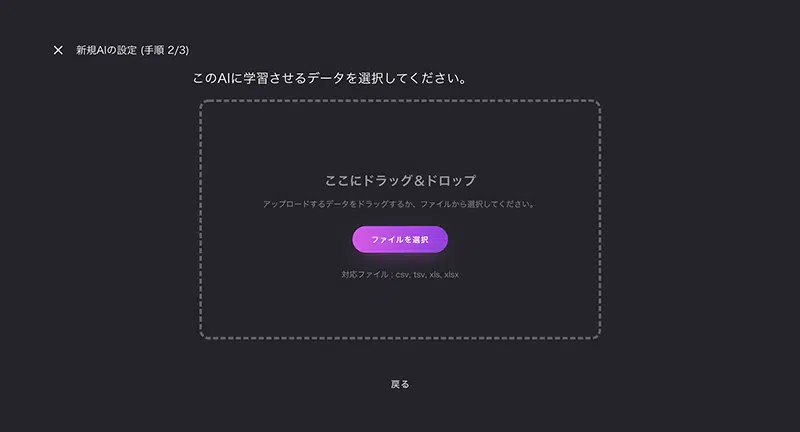 新規AIの設定 (手順 2/3)
このAIに学習させるデータを選択してください。
ここにドラッグ&ドロップ
アップロードするデータをドラッグするか、ファイルから選択してください。
ファイルを選択
対応ファイル : csv, tsv, xls, xlsx
戻る